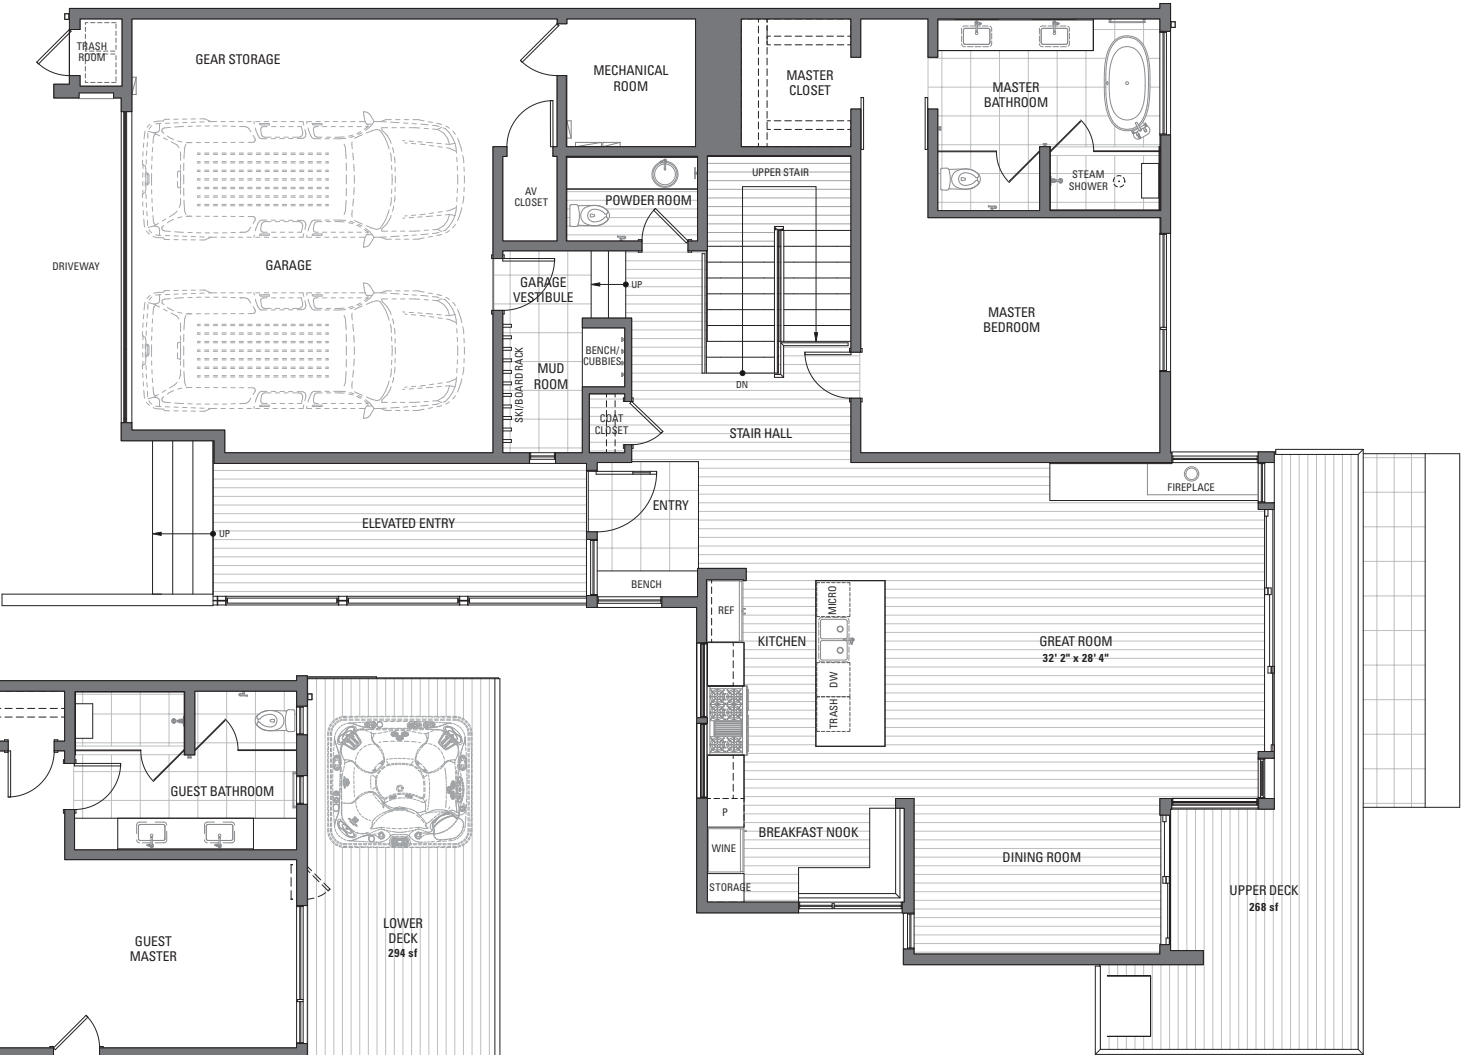 TRASH
ROOM
GEAR STORAGE
MECHANICAL
ROOM
MASTER
CLOSET
MASTER
BATHROOM
STEAM
SHOWER
UPPER STAIR
AV
CLOSET
POWDER ROOM
DRIVEWAY
GARAGE
GARAGE
VESTIBULE
UP
MASTER
BEDROOM
BENCH/
CUBBIES
MUD
ROOM
SKI/BOARD RACK
DN
COAT
CLOSET
STAIR HALL
FIREPLACE
ENTRY
ELEVATED ENTRY
UP
BENCH
REF
MICRO
KITCHEN
GREAT ROOM
32' 2" x 28' 4"
DW
TRASH
GUEST BATHROOM
P
BREAKFAST NOOK
WINE
STORAGE
DINING ROOM
UPPER DECK
268 sf
LOWER
DECK
294 sf
GUEST
MASTER